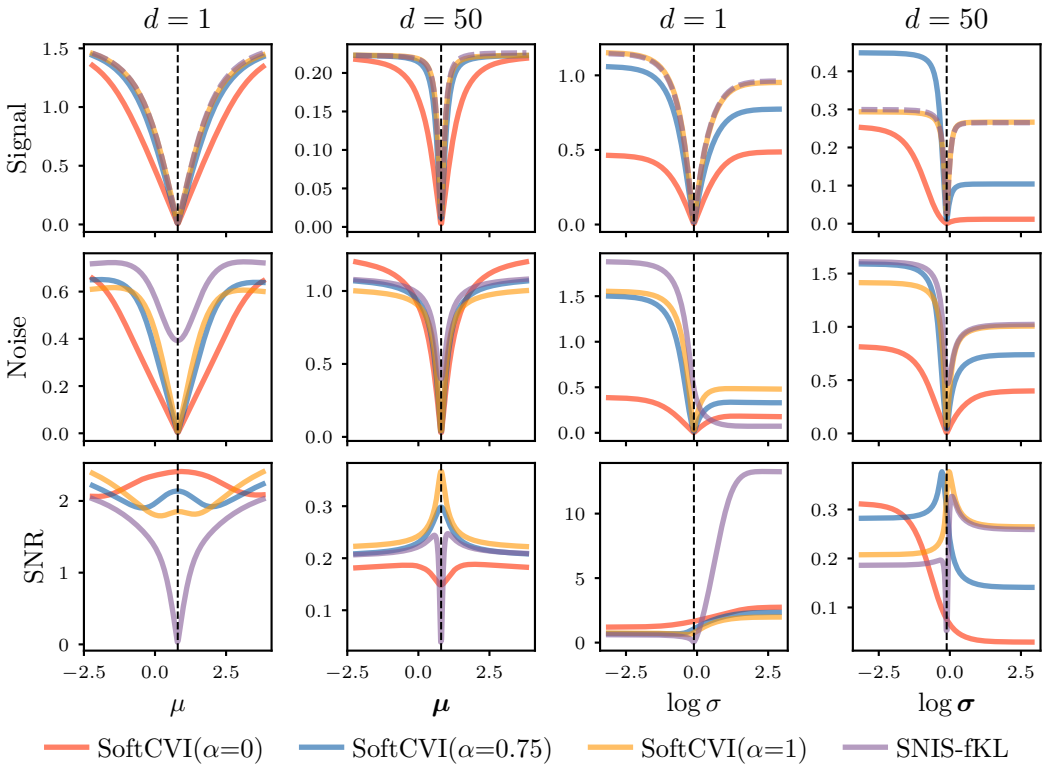 d = 1
d = 50
d = 1
d = 50
Signal
1.5
1.0
0.5
0.0
0.20
0.15
0.10
0.05
0.00
1.0
0.5
0.0
0.4
0.3
0.2
0.1
0.0
Noise
0.6
0.4
0.2
0.0
1.0
0.5
0.0
1.5
1.0
0.5
0.0
1.5
1.0
0.5
0.0
SNR
2
1
0
0.3
0.2
0.1
10
5
0
0.3
0.2
0.1
−2.5 0.0 2.5
−2.5 0.0 2.5
−2.5 0.0 2.5
−2.5 0.0 2.5
μ
μ
log σ
log σ
SoftCVI(α=0)
SoftCVI(α=0.75)
SoftCVI(α=1)
SNIS-fKL